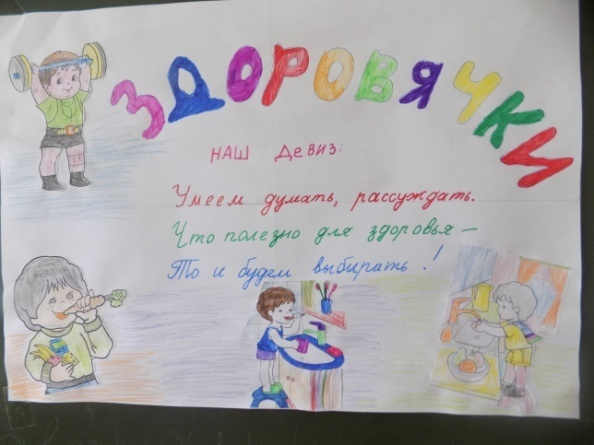 ЗДОРОВЯЧКИ
НАШ ДЕВИЗ:
Умеем думать, рассуждать.
Что полезно для здоровья —
То и будем выбирать!